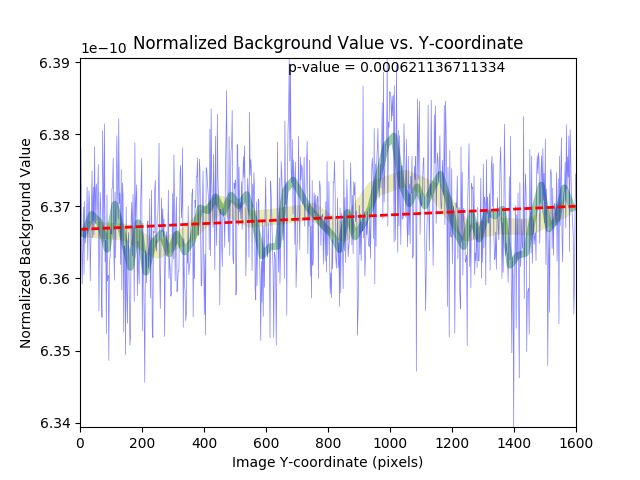 Normalized Background Value vs. Y-coordinate
1e−10
p-value = 0.000621136711334
6.39
6.38
6.37
6.36
6.35
6.34
Normalized Background Value
0 200 400 600 800 1000 1200 1400 1600
Image Y-coordinate (pixels)